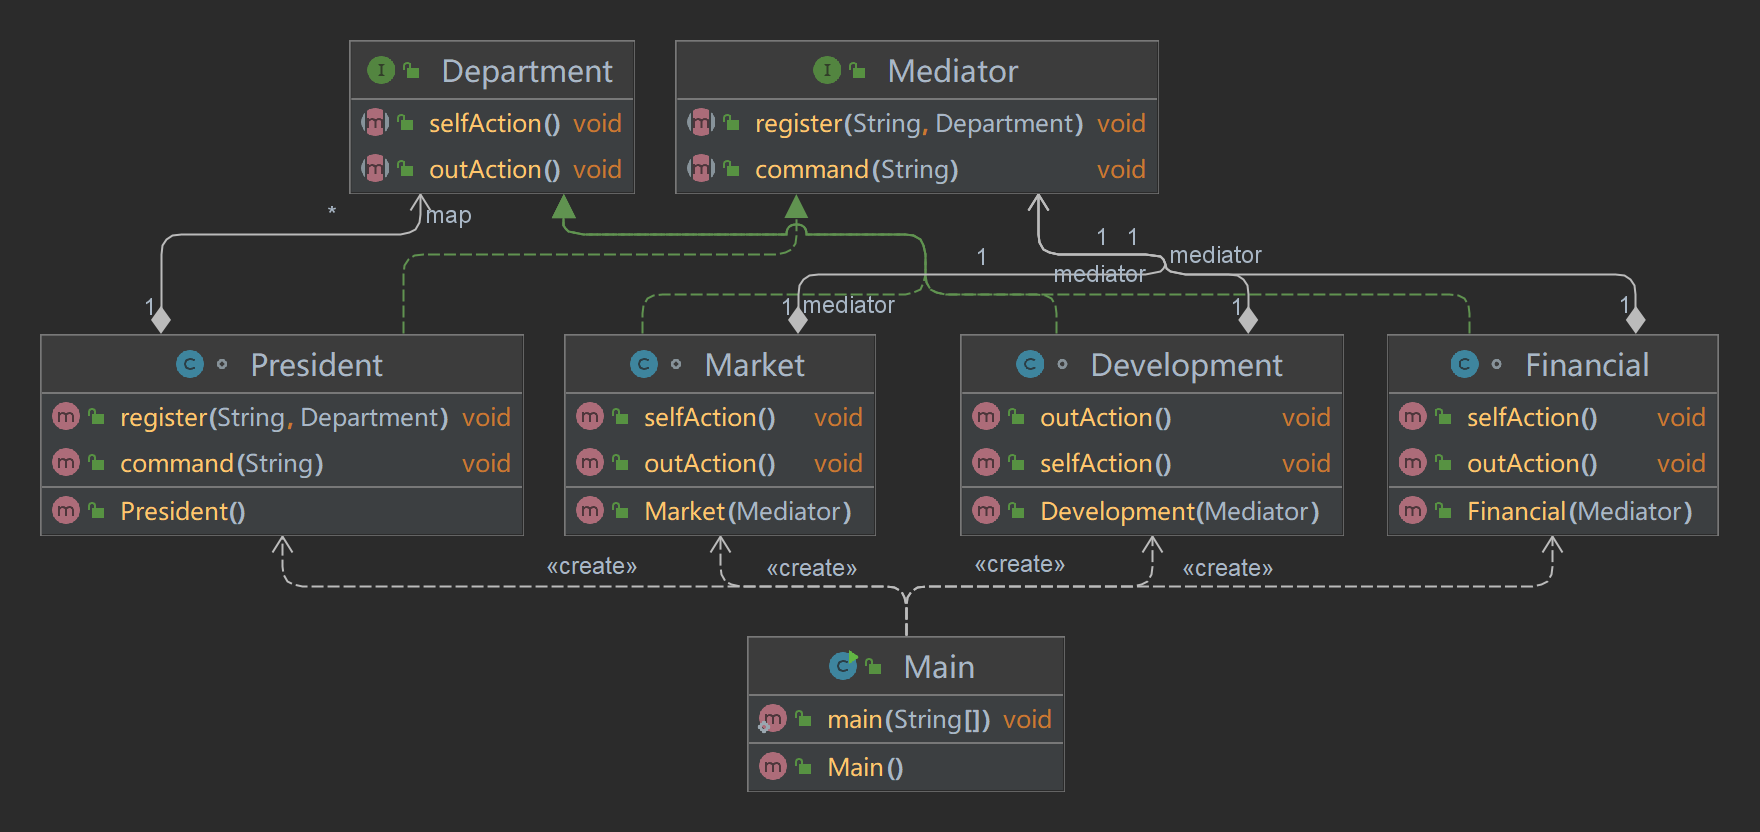 I Department
m selfAction() void
m outAction() void
I Mediator
m register(String, Department) void
m command(String) void
*
map
1
1
1
1
mediator
mediator
1
mediator
1
1
C President
m register(String, Department) void
m command(String) void
m President()
C Market
m selfAction() void
m outAction() void
m Market(Mediator)
C Development
m outAction() void
m selfAction() void
m Development(Mediator)
C Financial
m selfAction() void
m outAction() void
m Financial(Mediator)
«create»
«create»
«create»
«create»
C Main
m main(String[]) void
m Main()